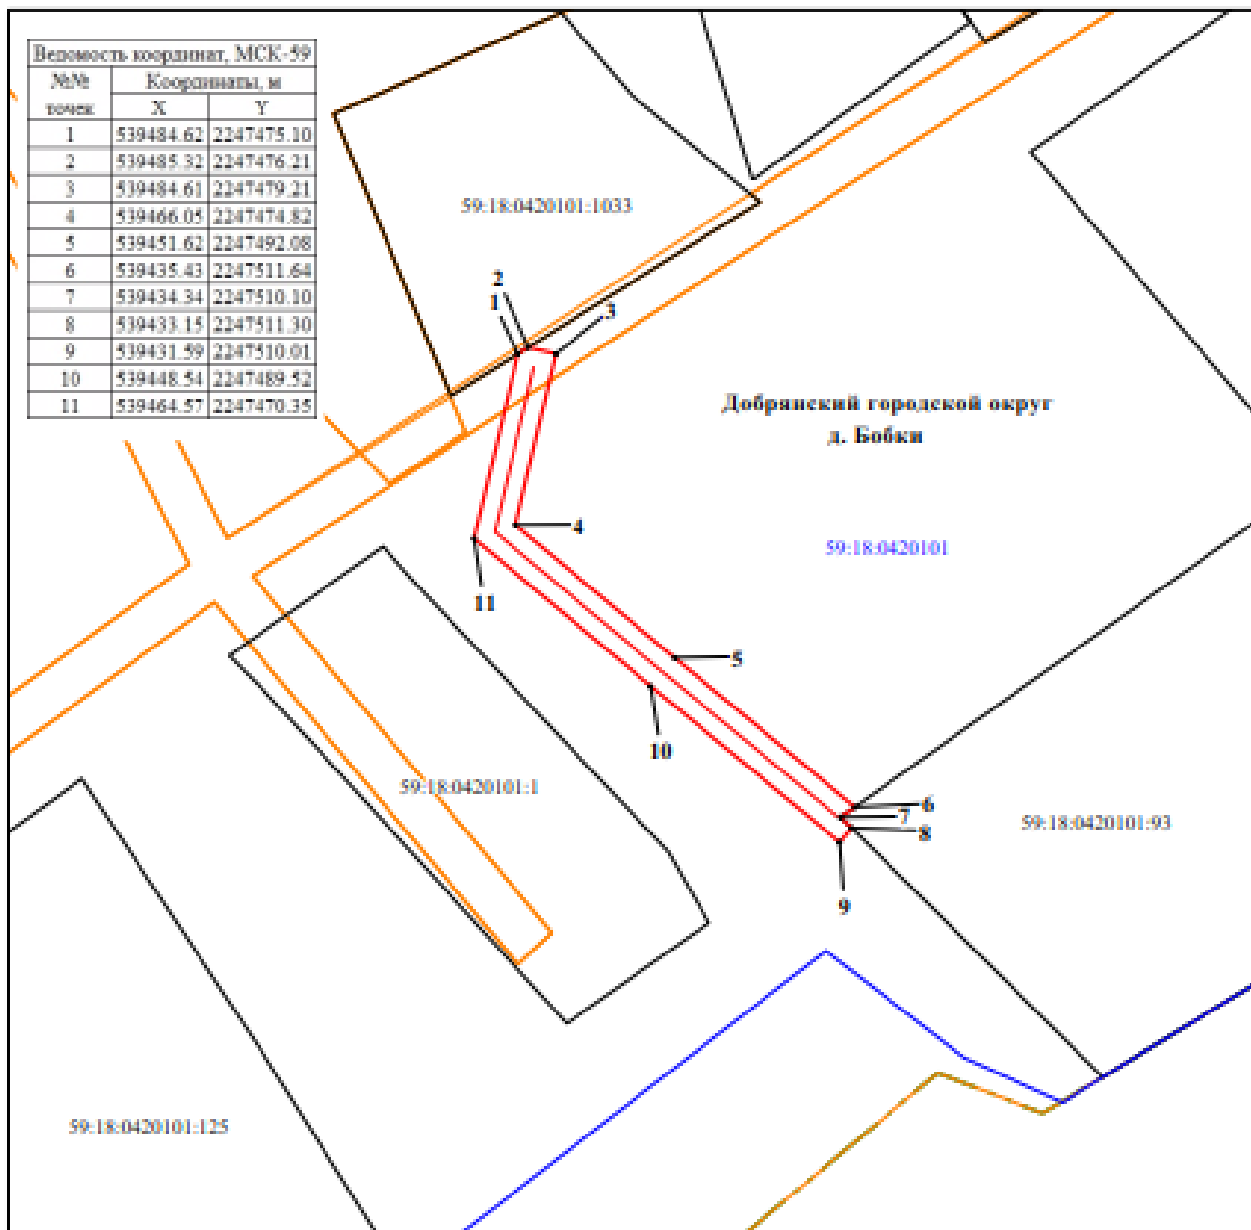 Ведомость координат, МСК-59
№№ точек Координаты, м
X Y
1 539484.62 2247475.10
2 539485.32 2247476.21
3 539484.61 2247479.21
4 539466.05 2247474.82
5 539451.62 2247492.08
6 539435.43 2247511.64
7 539434.34 2247510.10
8 539433.15 2247511.30
9 539431.59 2247510.01
10 539448.54 2247489.52
11 539464.57 2247470.35
59:18:0420101:1033
2
1
3
Добрянский городской округ
д. Бобки
4
59:18:0420101
11
5
10
59:18:0420101:1
6
7
8
59:18:0420101:93
9
59:18:0420101:125